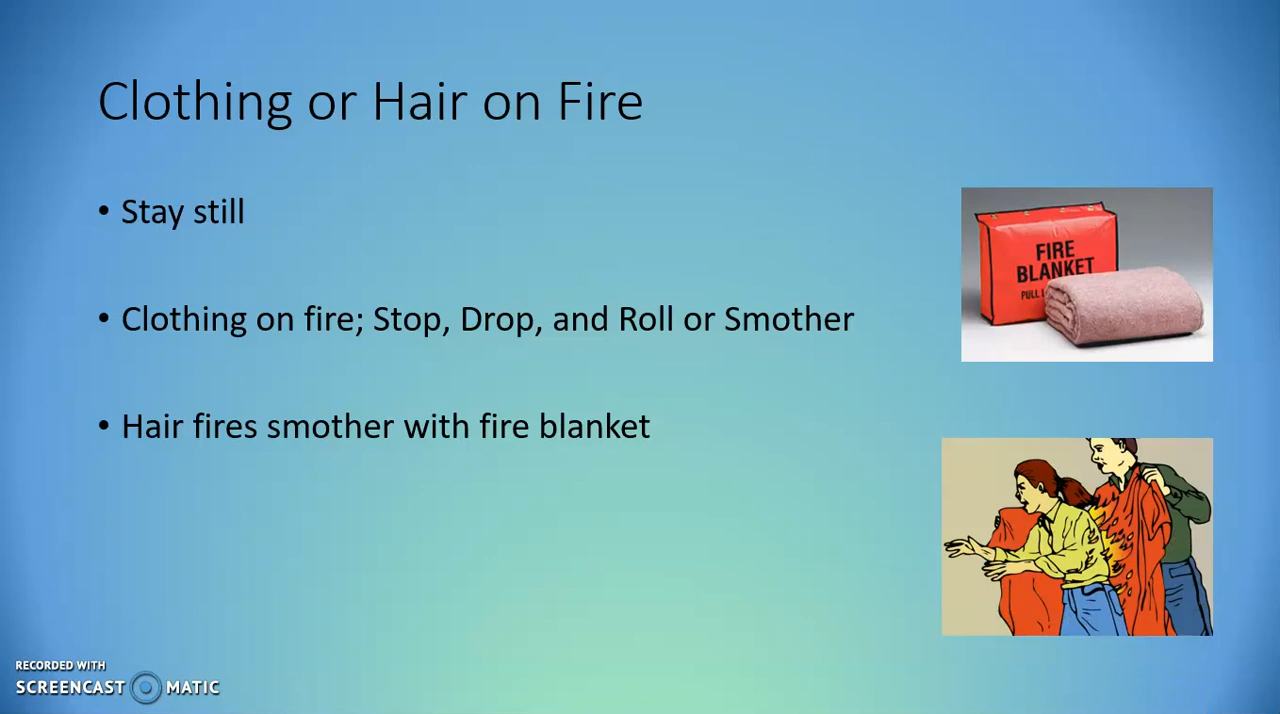 Clothing or Hair on Fire
• Stay still
• Clothing on fire; Stop, Drop, and Roll or Smother
• Hair fires smother with fire blanket
FIRE
BLANKET
PULL
RECORDED WITH
SCREENCAST MATIC